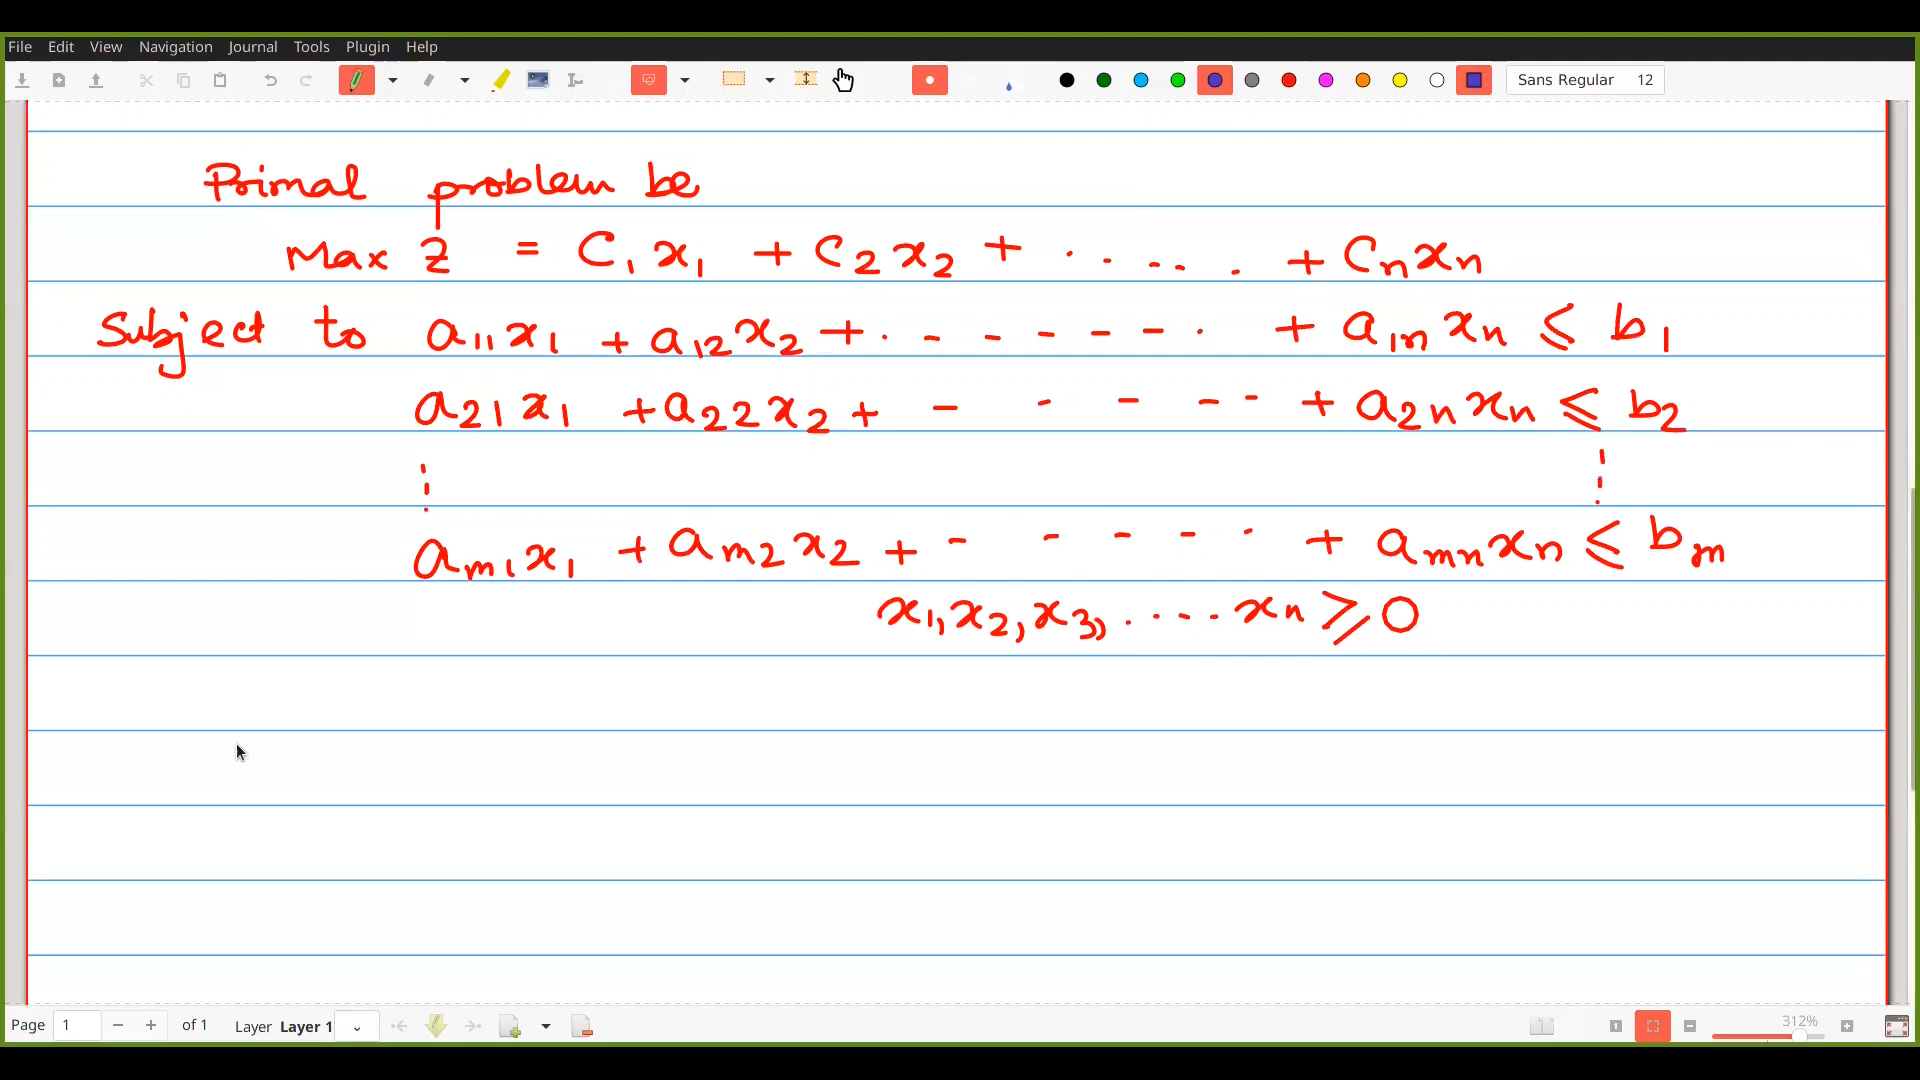 File Edit View Navigation Journal Tools Plugin Help
Sans Regular 12
Primal problem be
Max Z = C₁x₁ + C₂x₂ + ...... + Cₙxₙ
Subject to a₁₁x₁ + a₁₂x₂ + . - - - - - . + a₁ₙxₙ ≤ b₁
a₂₁x₁ + a₂₂x₂ + - - - - - + a₂ₙxₙ ≤ b₂
⋮ ⋮
aₘ₁x₁ + aₘ₂x₂ + - - - - . + aₘₙxₙ ≤ bₘ
x₁, x₂, x₃, ..... xₙ ≥ 0
Page 1 of 1 Layer Layer 1 312%